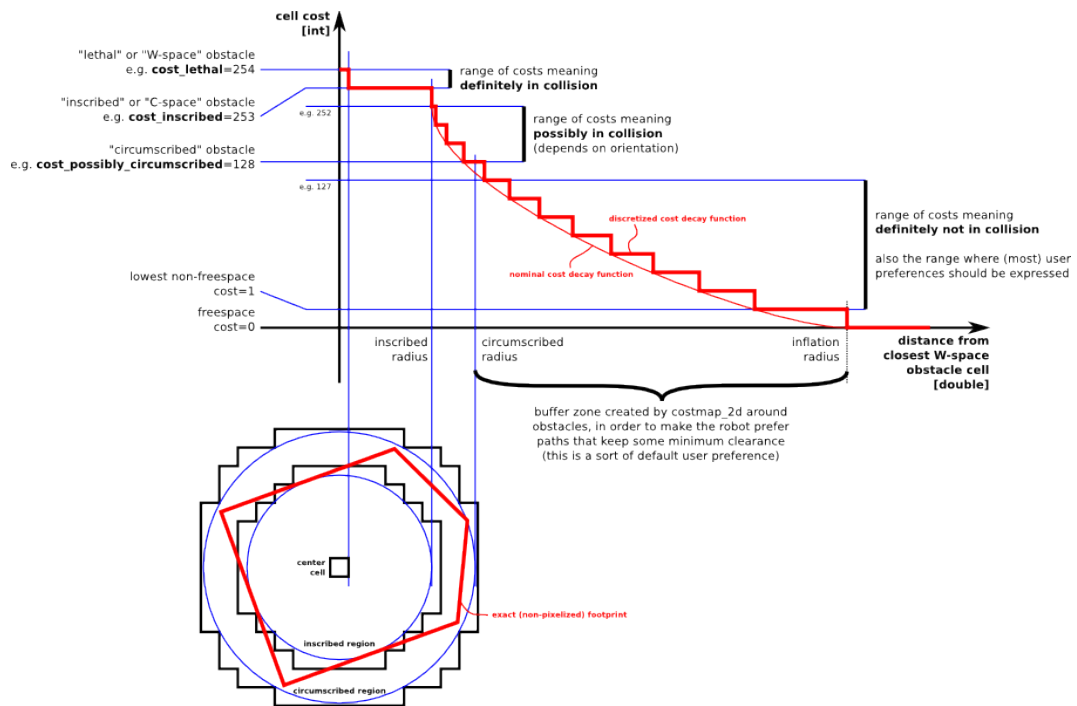 cell cost
[int]
"lethal" or "W-space" obstacle
e.g. cost_lethal=254
range of costs meaning
definitely in collision
"inscribed" or "C-space" obstacle
e.g. cost_inscribed=253
e.g. 252
range of costs meaning
possibly in collision
(depends on orientation)
"circumscribed" obstacle
e.g. cost_possibly_circumscribed=128
e.g. 127
discretized cost decay function
nominal cost decay function
range of costs meaning
definitely not in collision
also the range where (most) user
preferences should be expressed
lowest non-freespace
cost=1
freespace
cost=0
inscribed
radius
circumscribed
radius
inflation
radius
distance from
closest W-space
obstacle cell
[double]
buffer zone created by costmap_2d around
obstacles, in order to make the robot prefer
paths that keep some minimum clearance
(this is a sort of default user preference)
center
cell
exact (non-pixelized) footprint
inscribed region
circumscribed region